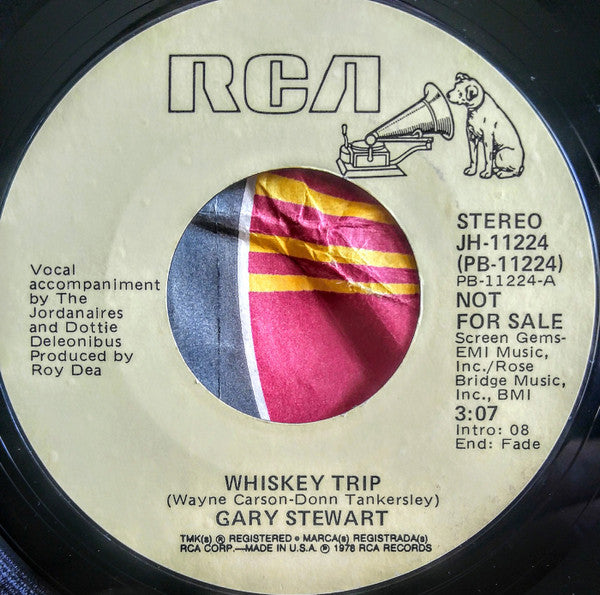 RCA
STEREO
JH-11224
(PB-11224)
PB-11224-A
NOT
FOR SALE
Screen Gems-
EMI Music,
Inc./Rose
Bridge Music,
Inc., BMI
3:07
Intro: 08
End: Fade
Vocal
accompaniment
by The
Jordanaires
and Dottie
Deleonibus
Produced by
Roy Dea
WHISKEY TRIP
(Wayne Carson-Donn Tankersley)
GARY STEWART
TMK(s) ® REGISTERED • MARCA(s) REGISTRADA(s)
RCA CORP.—MADE IN U.S.A. ℗ 1978 RCA RECORDS